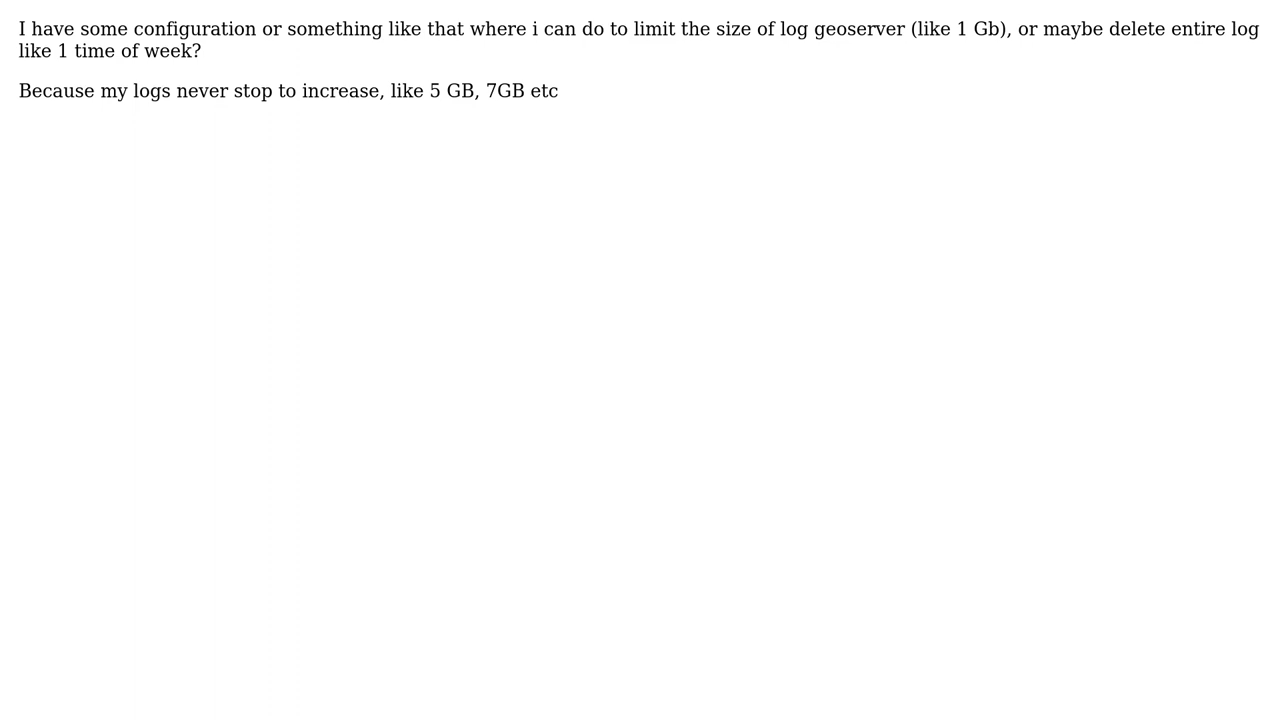 I have some configuration or something like that where i can do to limit the size of log geoserver (like 1 Gb), or maybe delete entire log
like 1 time of week?
Because my logs never stop to increase, like 5 GB, 7GB etc